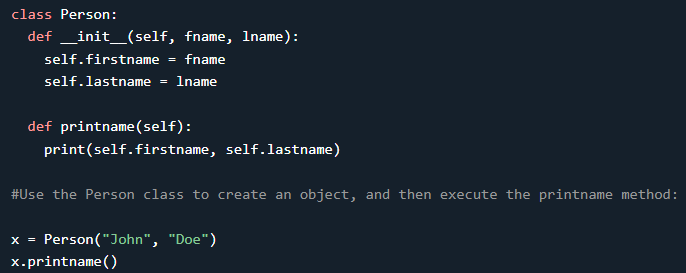 class Person:
  def __init__(self, fname, lname):
    self.firstname = fname
    self.lastname = lname

  def printname(self):
    print(self.firstname, self.lastname)

#Use the Person class to create an object, and then execute the printname method:

x = Person("John", "Doe")
x.printname()